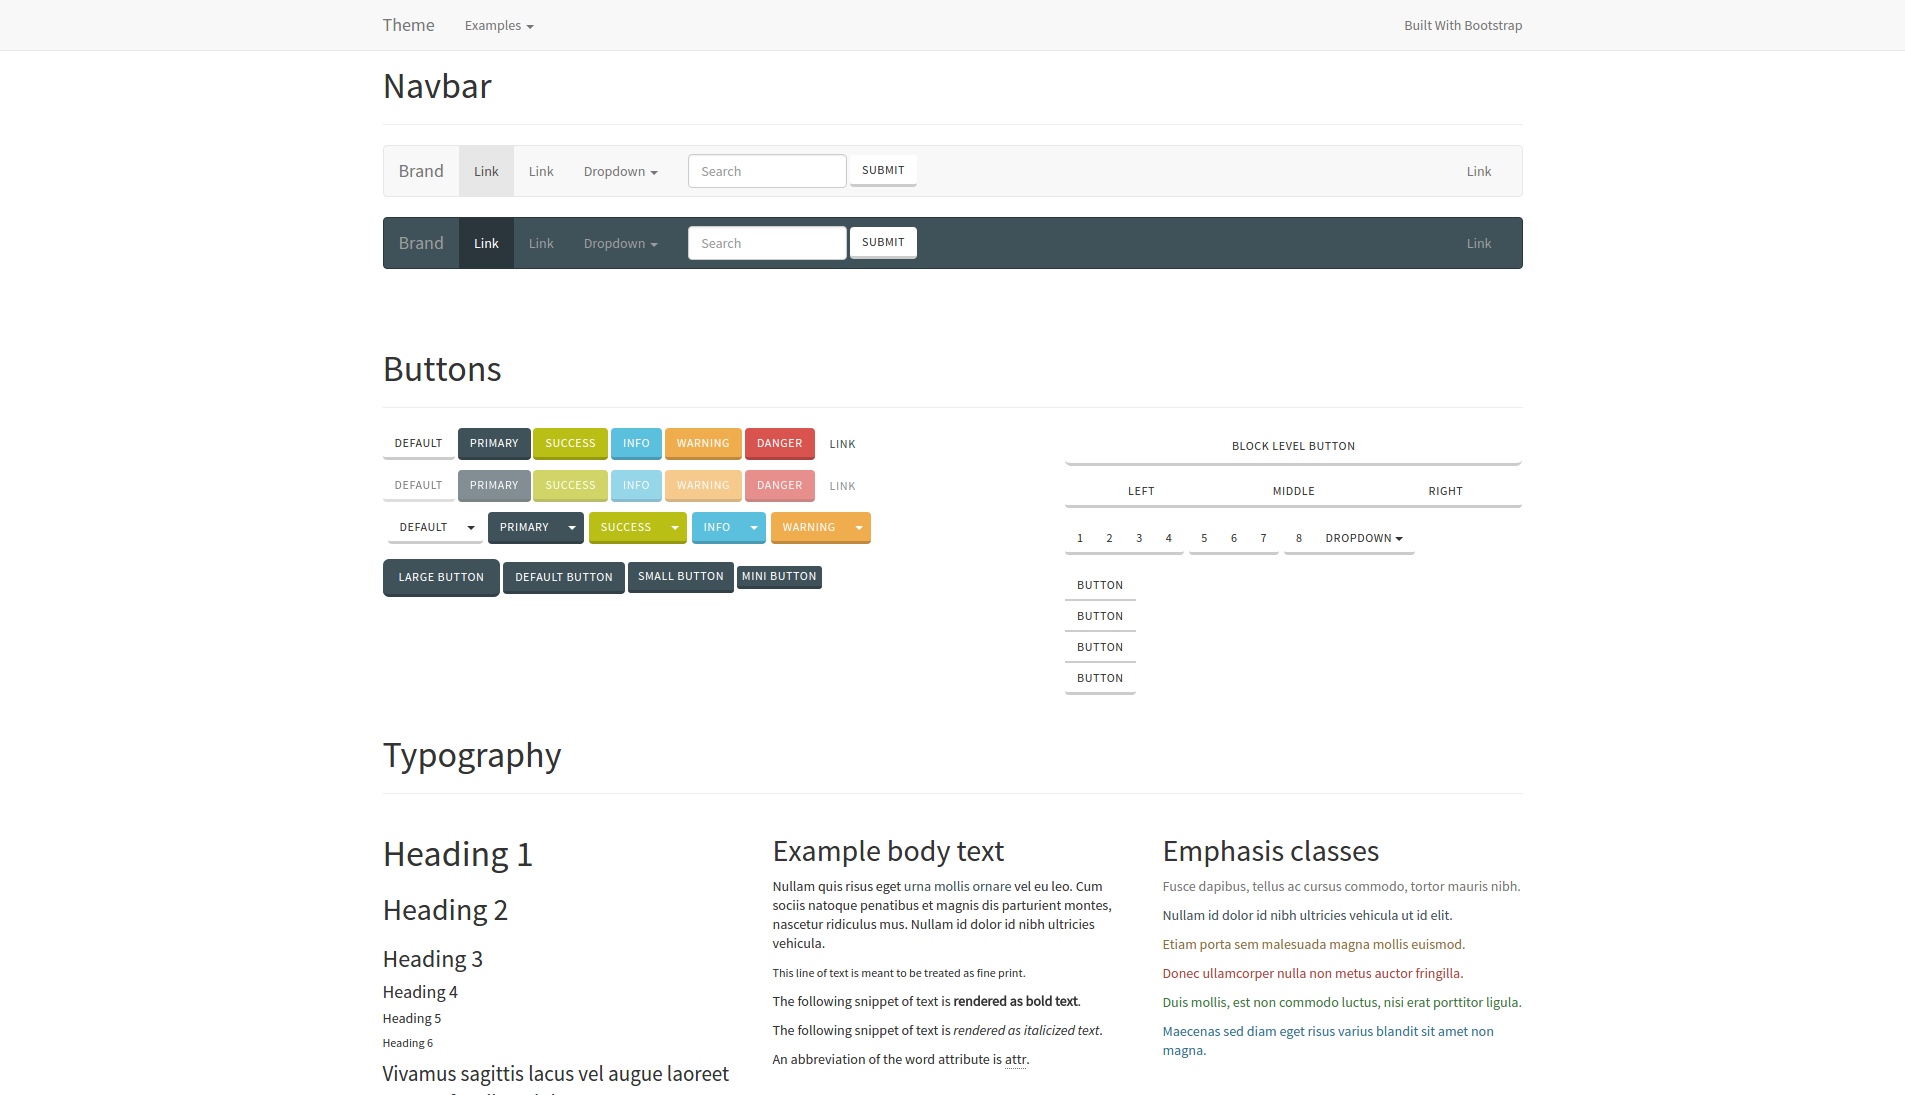 Theme Examples Built With Bootstrap
Navbar
Brand Link Link Dropdown Search SUBMIT Link
Brand Link Link Dropdown Search SUBMIT Link
Buttons
DEFAULT PRIMARY SUCCESS INFO WARNING DANGER LINK
DEFAULT PRIMARY SUCCESS INFO WARNING DANGER LINK
DEFAULT PRIMARY SUCCESS INFO WARNING
LARGE BUTTON DEFAULT BUTTON SMALL BUTTON MINI BUTTON
BLOCK LEVEL BUTTON
LEFT MIDDLE RIGHT
1 2 3 4 5 6 7 8 DROPDOWN
BUTTON
BUTTON
BUTTON
BUTTON
Typography
Heading 1
Heading 2
Heading 3
Heading 4
Heading 5
Heading 6
Vivamus sagittis lacus vel augue laoreet
Example body text
Nullam quis risus eget urna mollis ornare vel eu leo. Cum
sociis natoque penatibus et magnis dis parturient montes,
nascetur ridiculus mus. Nullam id dolor id nibh ultricies
vehicula.
This line of text is meant to be treated as fine print.
The following snippet of text is rendered as bold text.
The following snippet of text is rendered as italicized text.
An abbreviation of the word attribute is attr.
Emphasis classes
Fusce dapibus, tellus ac cursus commodo, tortor mauris nibh.
Nullam id dolor id nibh ultricies vehicula ut id elit.
Etiam porta sem malesuada magna mollis euismod.
Donec ullamcorper nulla non metus auctor fringilla.
Duis mollis, est non commodo luctus, nisi erat porttitor ligula.
Maecenas sed diam eget risus varius blandit sit amet non
magna.